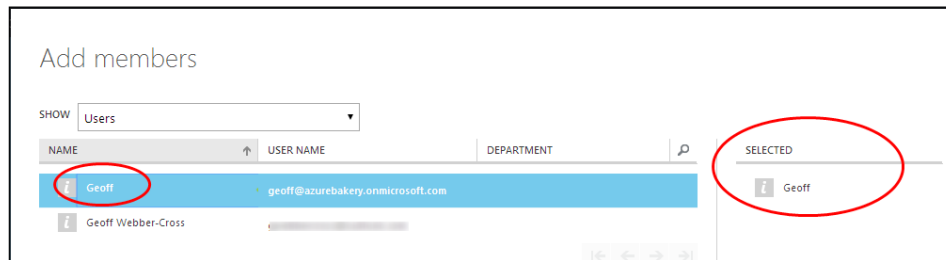 Add members
SHOW Users
NAME USER NAME DEPARTMENT SELECTED
i Geoff geoff@azurebakery.onmicrosoft.com i Geoff
i Geoff Webber-Cross